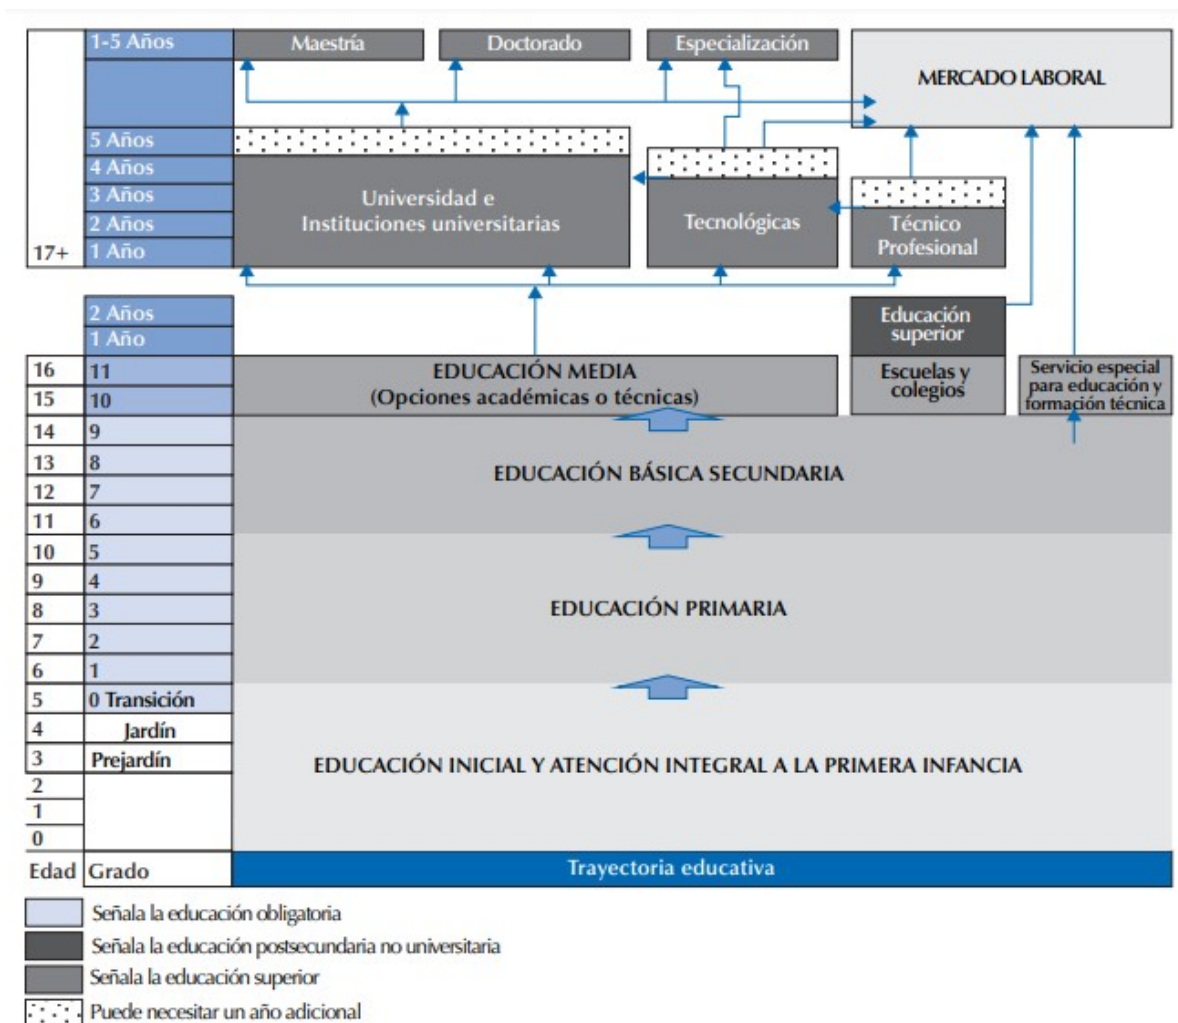 1-5 Años
Maestría
Doctorado
Especialización
MERCADO LABORAL
5 Años
4 Años
3 Años
2 Años
17+
1 Año
Universidad e
Instituciones universitarias
Tecnológicas
Técnico
Profesional
2 Años
1 Año
Educación
superior
16
11
15
10
EDUCACIÓN MEDIA
(Opciones académicas o técnicas)
Escuelas y
colegios
Servicio especial
para educación y
formación técnica
14
9
13
8
12
7
11
6
EDUCACIÓN BÁSICA SECUNDARIA
10
5
9
4
8
3
7
2
6
1
EDUCACIÓN PRIMARIA
5
0 Transición
4
Jardín
3
Prejardín
2
1
0
EDUCACIÓN INICIAL Y ATENCIÓN INTEGRAL A LA PRIMERA INFANCIA
Edad
Grado
Trayectoria educativa
Señala la educación obligatoria
Señala la educación postsecundaria no universitaria
Señala la educación superior
Puede necesitar un año adicional